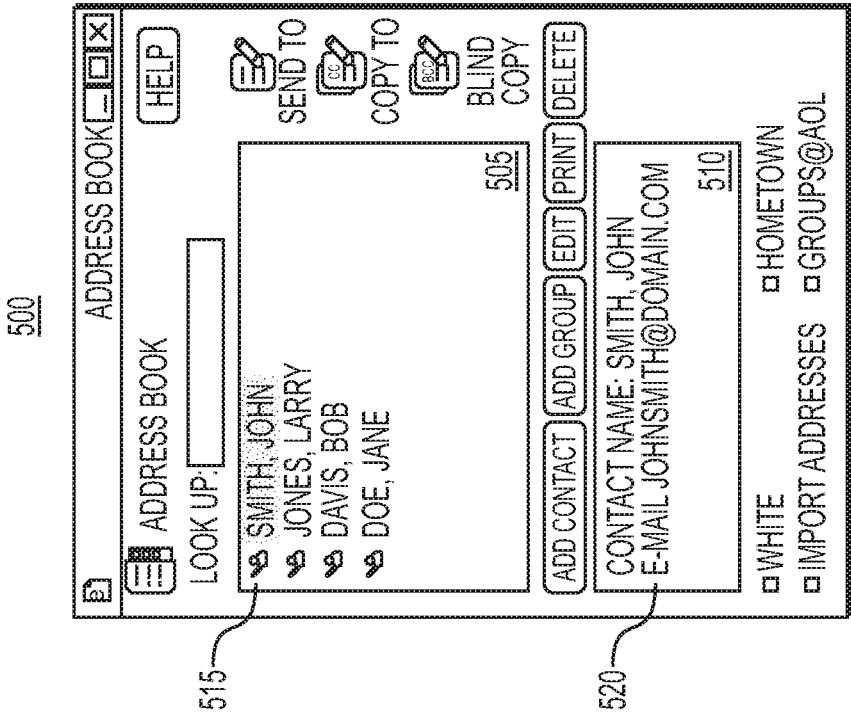 500
ADDRESS BOOK
ADDRESS BOOK
HELP
LOOK UP:
515
SMITH, JOHN
JONES, LARRY
DAVIS, BOB
DOE, JANE
505
SEND TO
CC
COPY TO
BCC
BLIND
COPY
ADD CONTACT ADD GROUP EDIT PRINT DELETE
CONTACT NAME: SMITH, JOHN
E-MAIL JOHNSMITH@DOMAIN.COM
510
520
WHITE HOMETOWN
IMPORT ADDRESSES GROUPS@AOL